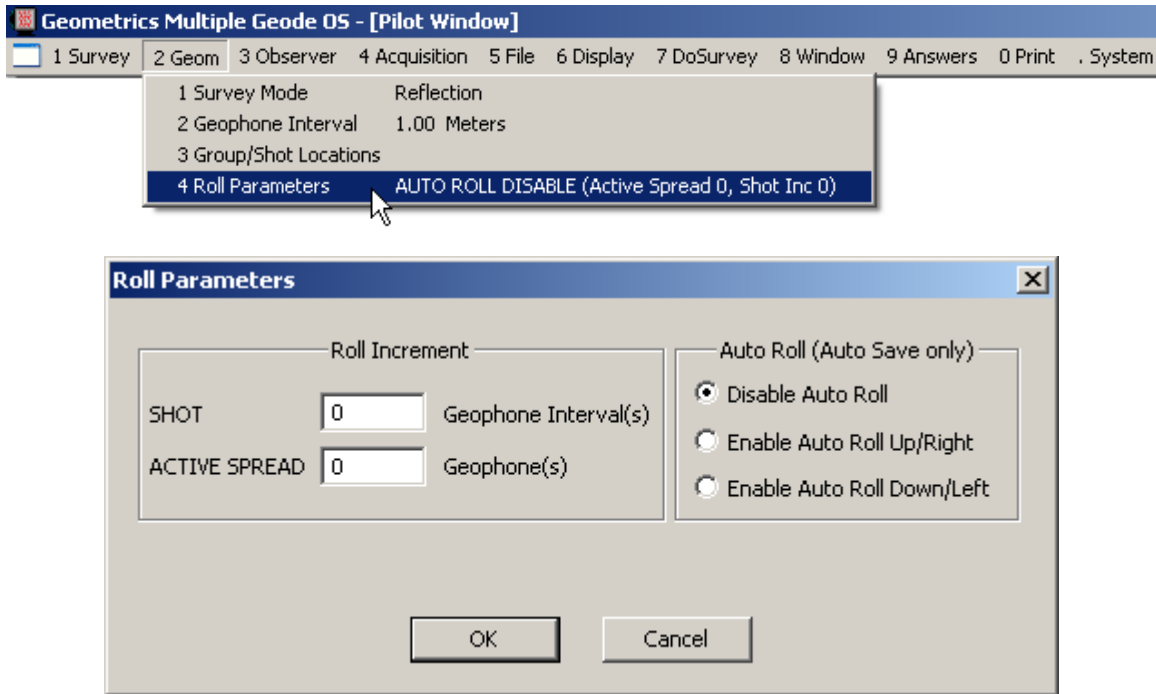 Geometrics Multiple Geode OS - [Pilot Window]
1 Survey 2 Geom 3 Observer 4 Acquisition 5 File 6 Display 7 DoSurvey 8 Window 9 Answers 0 Print . System
1 Survey Mode Reflection
2 Geophone Interval 1.00 Meters
3 Group/Shot Locations
4 Roll Parameters AUTO ROLL DISABLE (Active Spread 0, Shot Inc 0)
Roll Parameters
Roll Increment
SHOT 0 Geophone Interval(s)
ACTIVE SPREAD 0 Geophone(s)
Auto Roll (Auto Save only)
Disable Auto Roll
Enable Auto Roll Up/Right
Enable Auto Roll Down/Left
OK Cancel